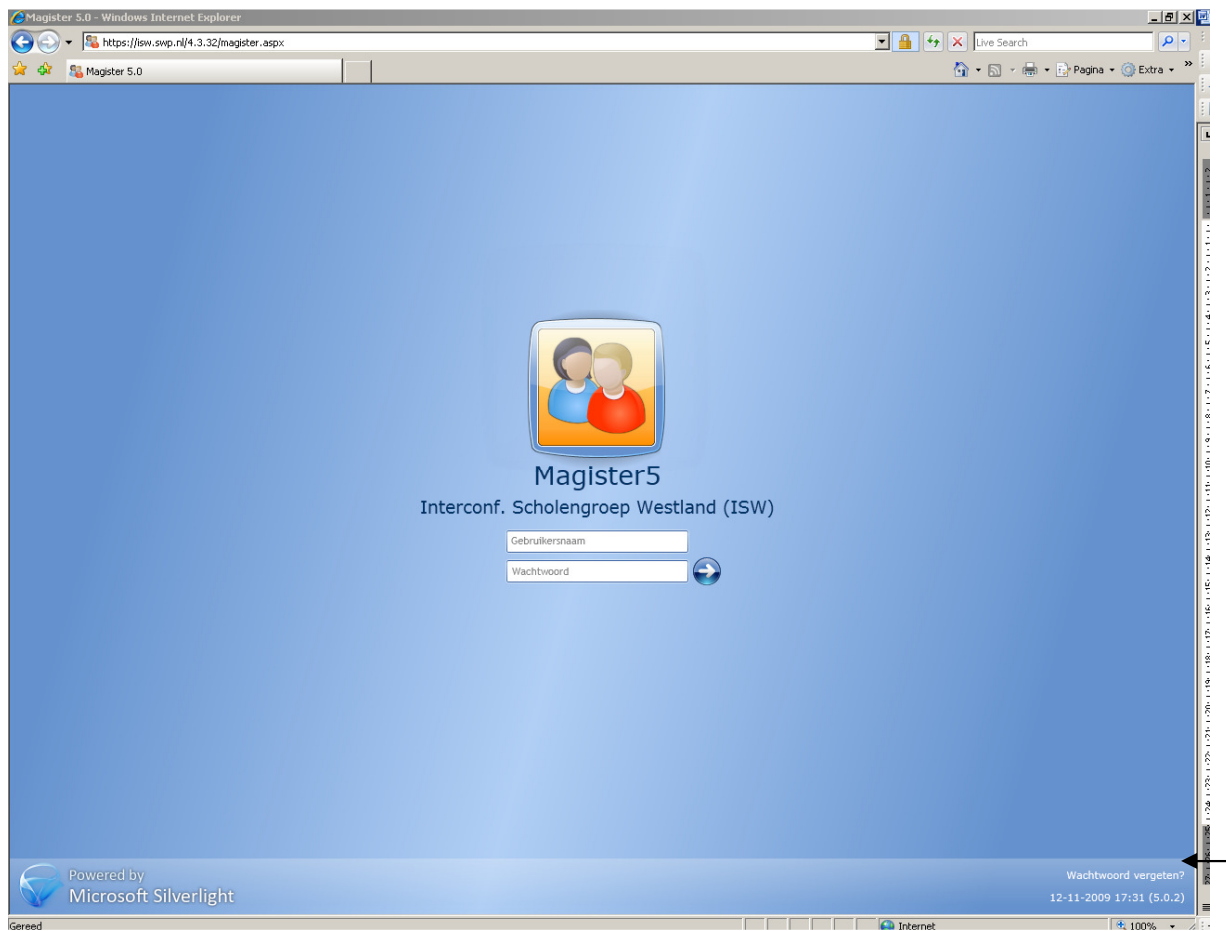 Magister 5.0 - Windows Internet Explorer
https://isw.swp.nl/4.3.32/magister.aspx
Live Search
Magister 5.0
Pagina
Extra
Magister5
Interconf. Scholengroep Westland (ISW)
Gebruikersnaam
Wachtwoord
Powered by
Microsoft Silverlight
Wachtwoord vergeten?
12-11-2009 17:31 (5.0.2)
Gereed
Internet
100%